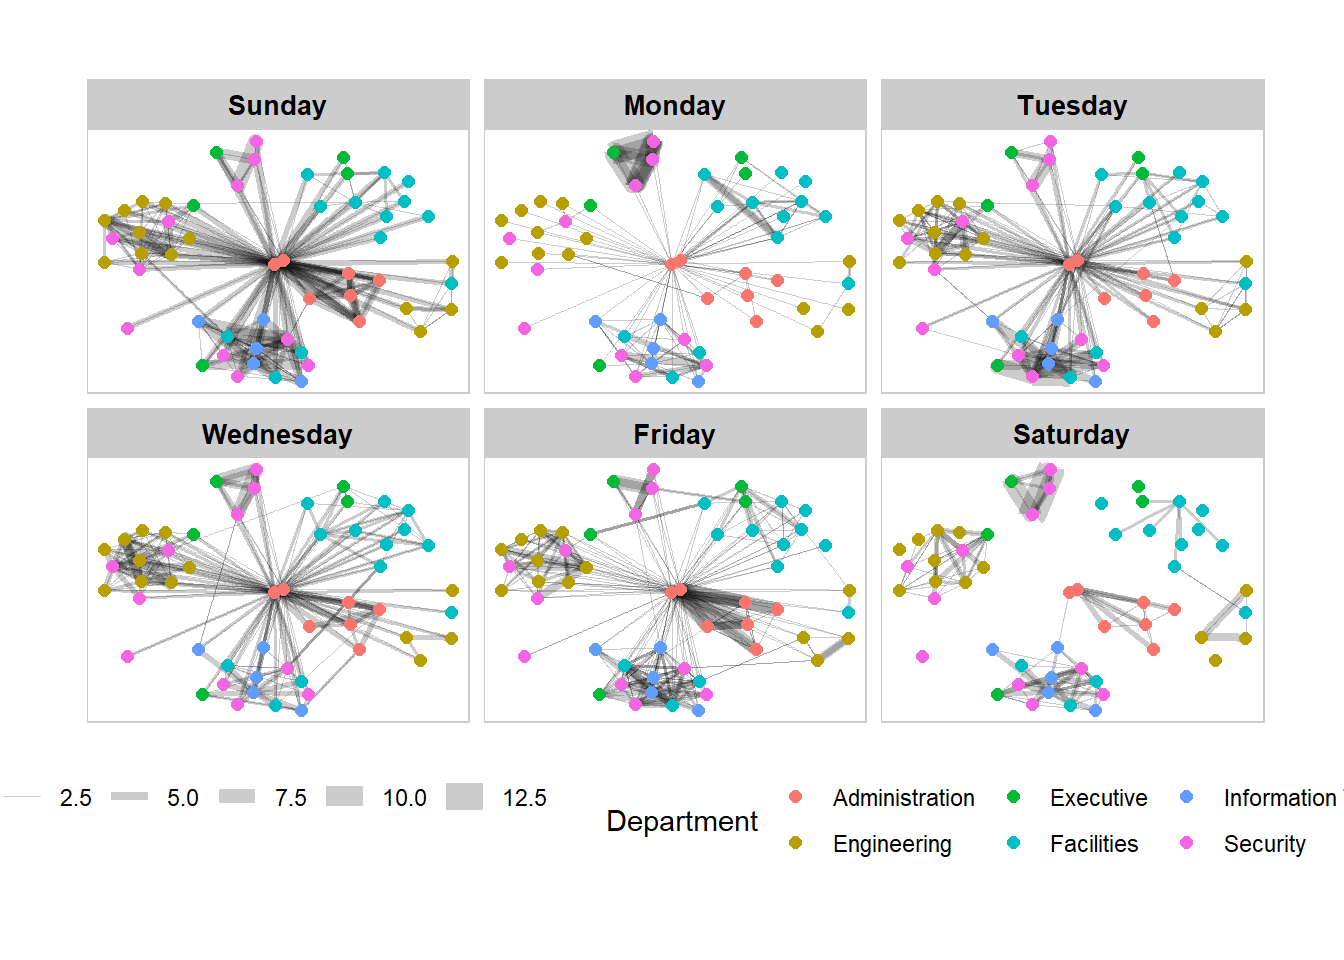 Sunday Monday Tuesday
Wednesday Friday Saturday
2.5 5.0 7.5 10.0 12.5
Department
Administration Executive Information
Engineering Facilities Security